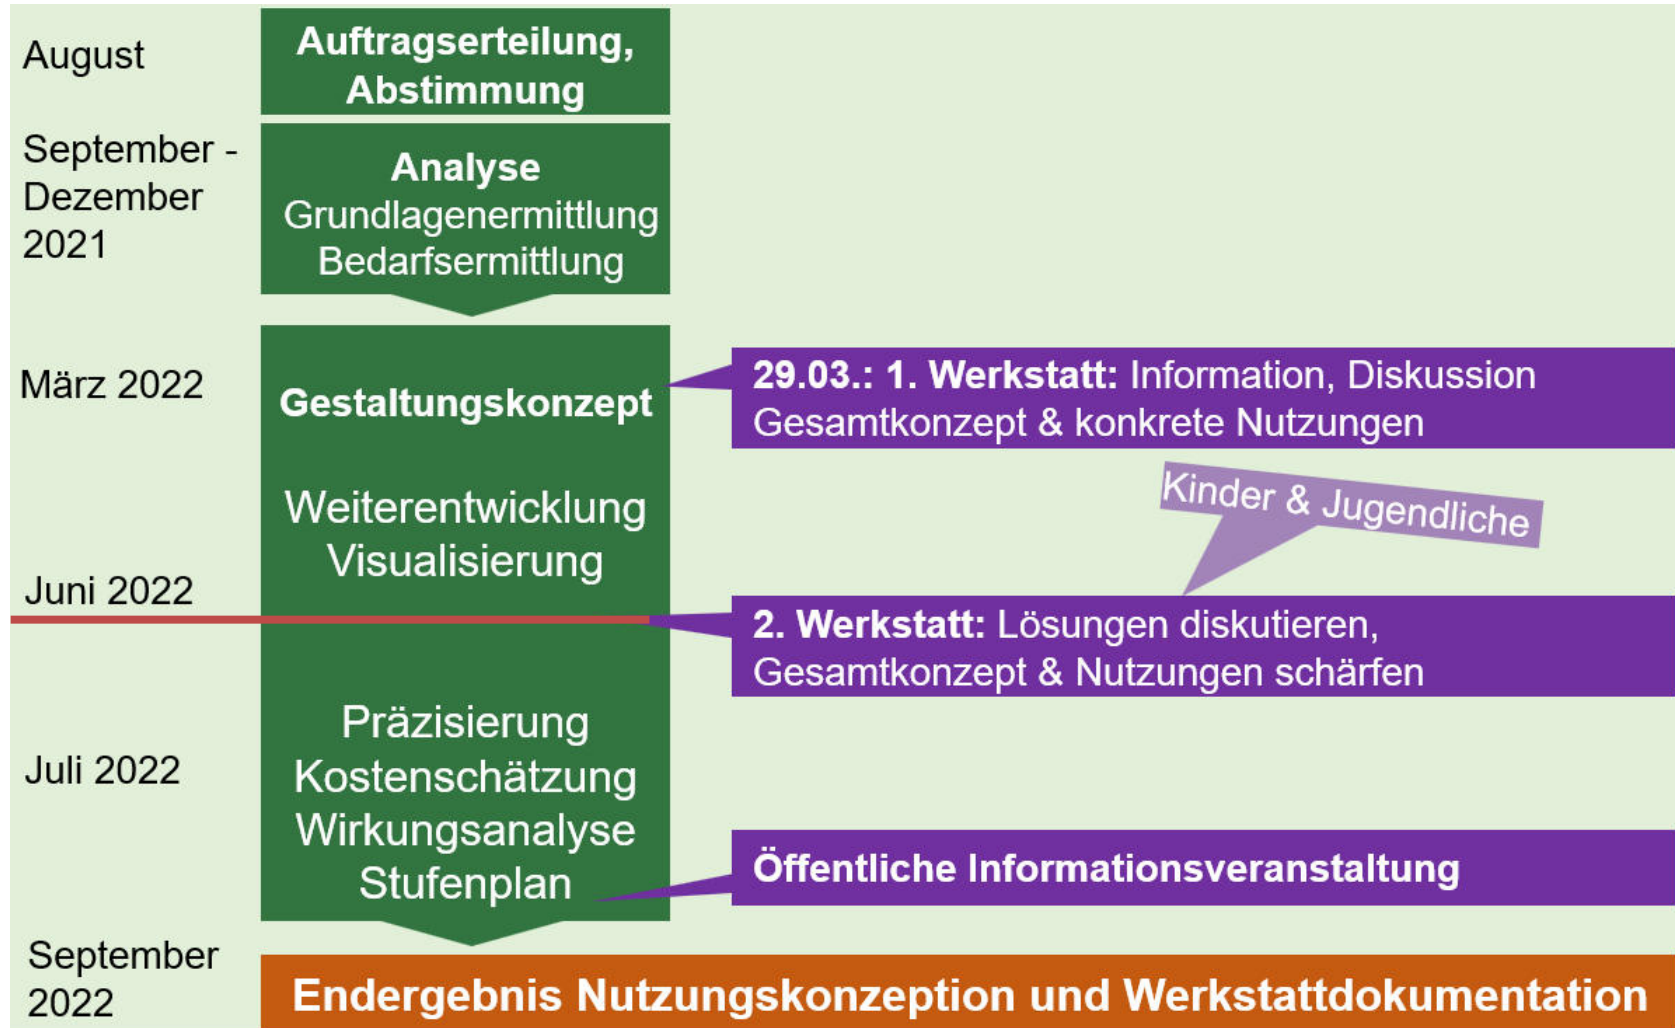 August
Auftragserteilung,
Abstimmung
September -
Dezember
2021
Analyse
Grundlagenermittlung
Bedarfsermittlung
März 2022
Gestaltungskonzept
29.03.: 1. Werkstatt: Information, Diskussion
Gesamtkonzept & konkrete Nutzungen
Kinder & Jugendliche
Weiterentwicklung
Visualisierung
Juni 2022
2. Werkstatt: Lösungen diskutieren,
Gesamtkonzept & Nutzungen schärfen
Juli 2022
Präzisierung
Kostenschätzung
Wirkungsanalyse
Stufenplan
Öffentliche Informationsveranstaltung
September
2022
Endergebnis Nutzungskonzeption und Werkstattdokumentation